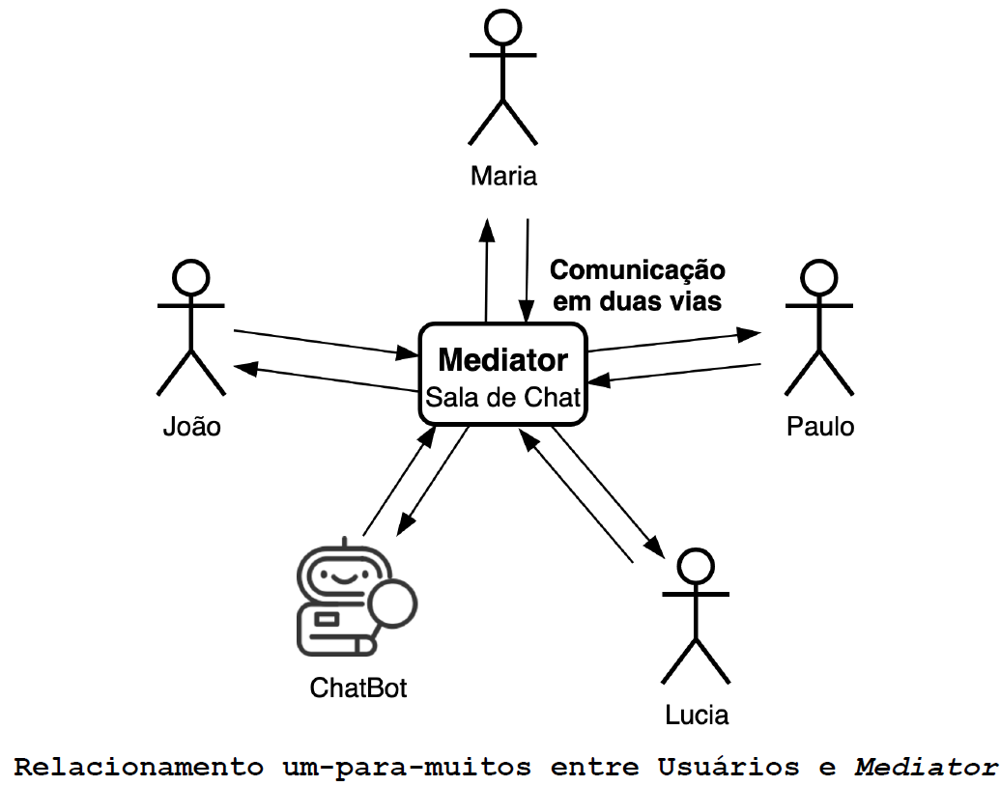 Maria
Comunicação
em duas vias
Mediator
Sala de Chat
João
Paulo
ChatBot
Lucia
Relacionamento um-para-muitos entre Usuários e Mediator